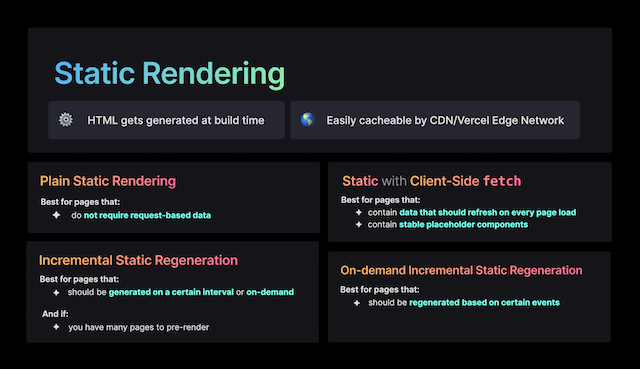 Static Rendering
HTML gets generated at build time
Easily cacheable by CDN/Vercel Edge Network
Plain Static Rendering
Best for pages that:
do not require request-based data
Static with Client-Side fetch
Best for pages that:
contain data that should refresh on every page load
contain stable placeholder components
Incremental Static Regeneration
Best for pages that:
should be generated on a certain interval or on-demand
And if:
you have many pages to pre-render
On-demand Incremental Static Regeneration
Best for pages that:
should be regenerated based on certain events